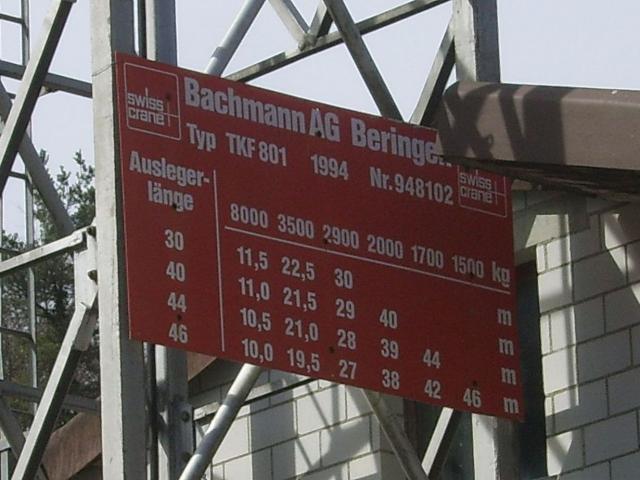 swiss crane Bachmann AG Beringen swiss crane
Typ TKF 801 1994 Nr. 948102
Ausleger-
länge
8000 3500 2900 2000 1700 1500 kg
30 11,5 22,5 30 m
40 11,0 21,5 29 40 m
44 10,5 21,0 28 39 44 m
46 10,0 19,5 27 38 42 46 m